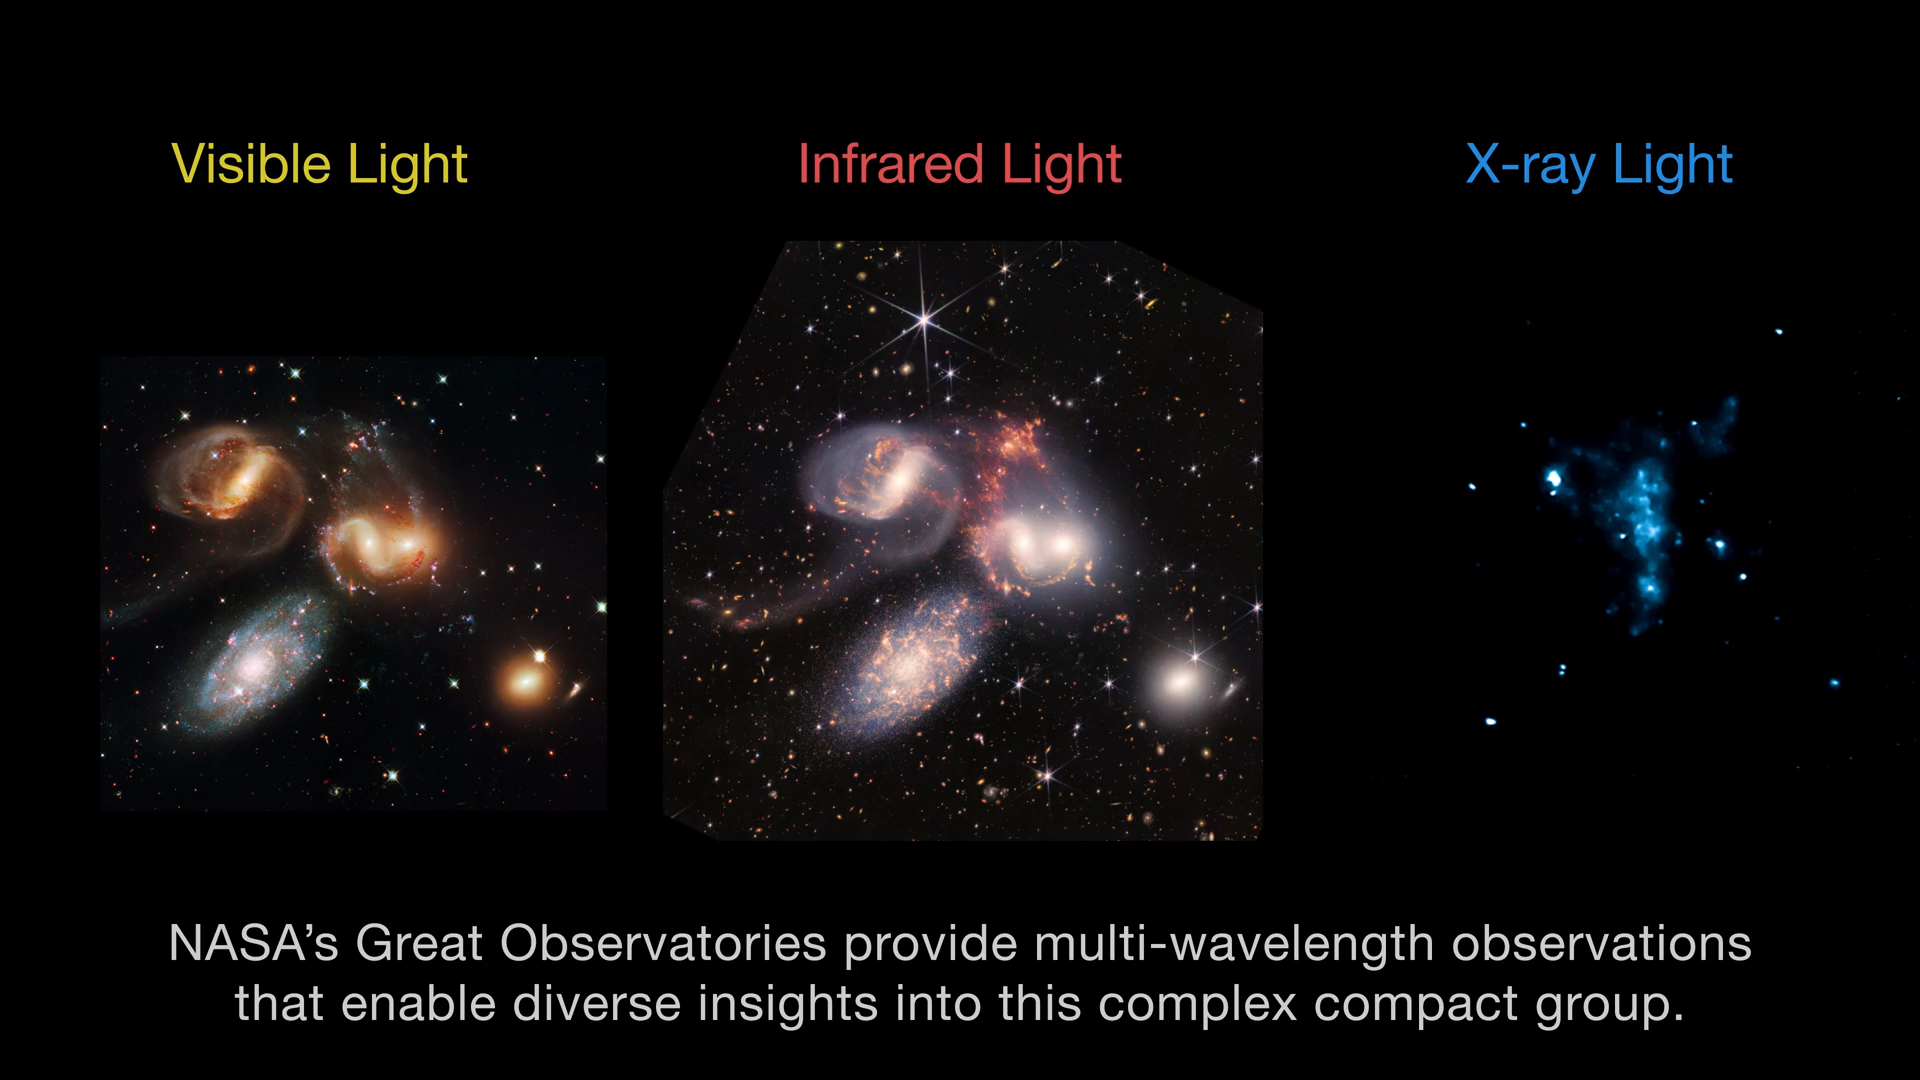 Visible Light
Infrared Light
X-ray Light
NASA’s Great Observatories provide multi-wavelength observations
that enable diverse insights into this complex compact group.